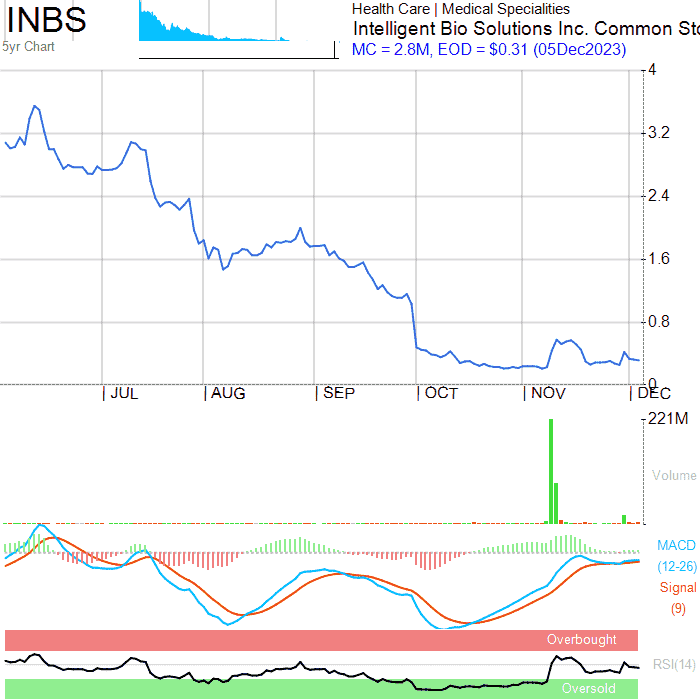 INBS
5yr Chart
Health Care | Medical Specialities
Intelligent Bio Solutions Inc. Common Sto
MC = 2.8M, EOD = $0.31 (05Dec2023)
4
3.2
2.4
1.6
0.8
0
| JUL | AUG | SEP | OCT | NOV | DEC
221M
Volume
MACD
(12-26)
Signal
(9)
Overbought
RSI(14)
Oversold